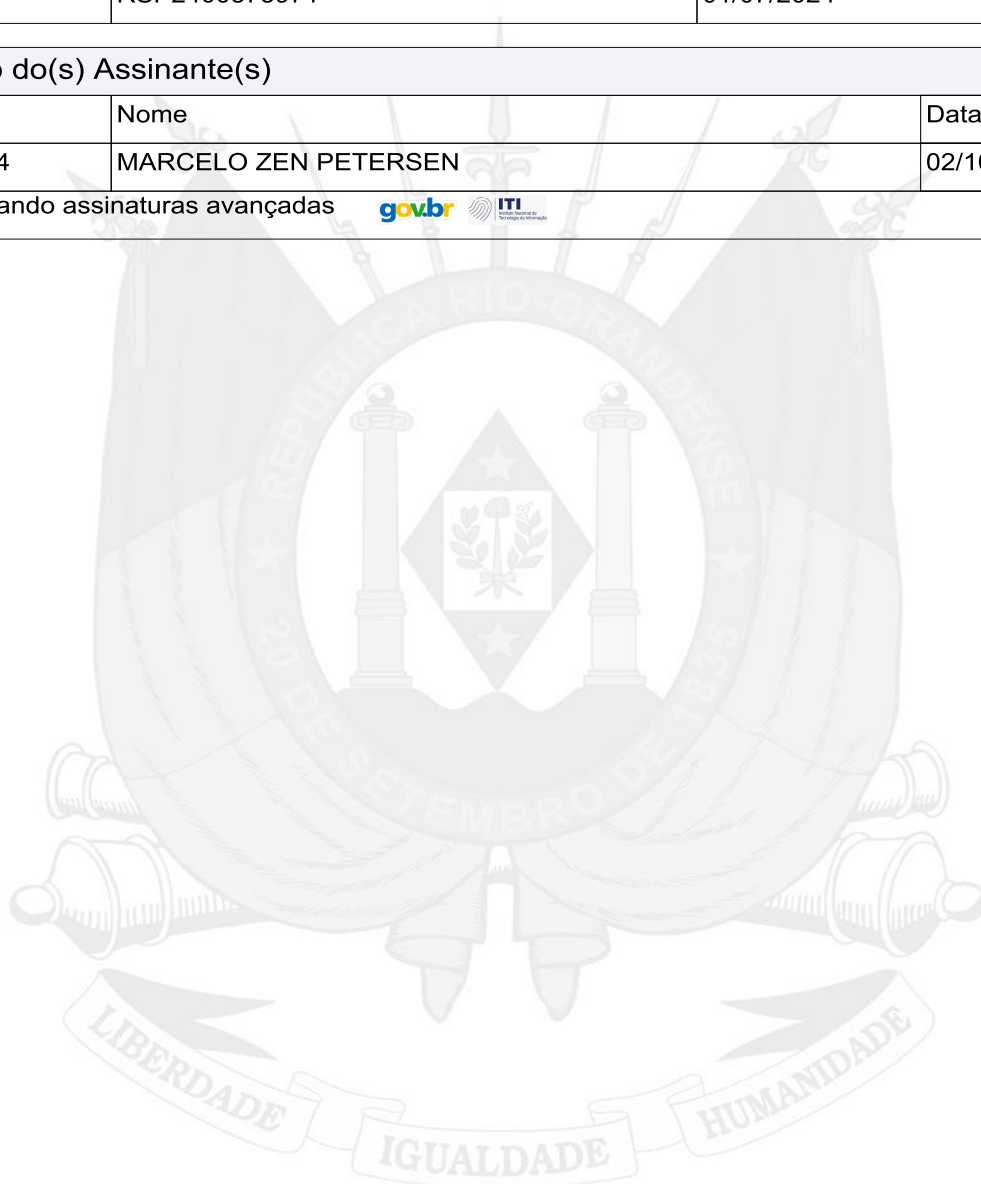 o do(s) Assinante(s)
Nome Data
4 MARCELO ZEN PETERSEN 02/1
ando assinaturas avançadas gov.br ITI
REPÚBLICA RIO-GRANDENSE
20 DE SETEMBRO DE 1835
LIBERDADE IGUALDADE HUMANIDADE